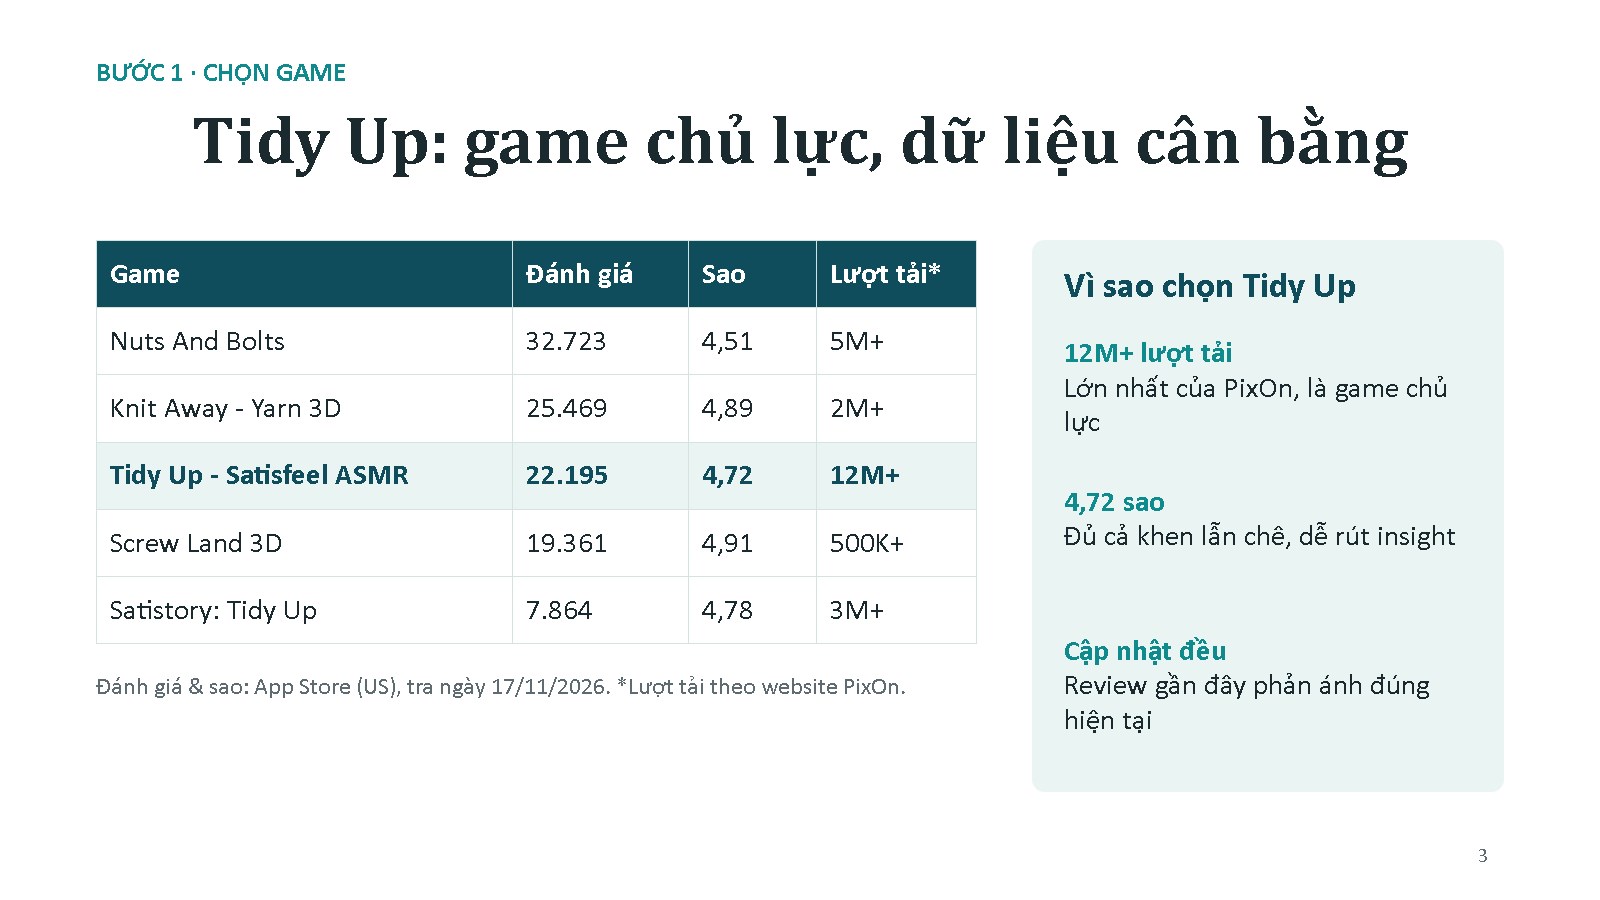 BƯỚC 1 · CHỌN GAME
Tidy Up: game chủ lực, dữ liệu cân bằng
Game Đánh giá Sao Lượt tải*
Nuts And Bolts 32.723 4,51 5M+
Knit Away - Yarn 3D 25.469 4,89 2M+
Tidy Up - Satisfeel ASMR 22.195 4,72 12M+
Screw Land 3D 19.361 4,91 500K+
Satistory: Tidy Up 7.864 4,78 3M+
Đánh giá & sao: App Store (US), tra ngày 17/11/2026. *Lượt tải theo website PixOn.
Vì sao chọn Tidy Up
12M+ lượt tải
Lớn nhất của PixOn, là game chủ
lực
4,72 sao
Đủ cả khen lẫn chê, dễ rút insight
Cập nhật đều
Review gần đây phản ánh đúng
hiện tại
3